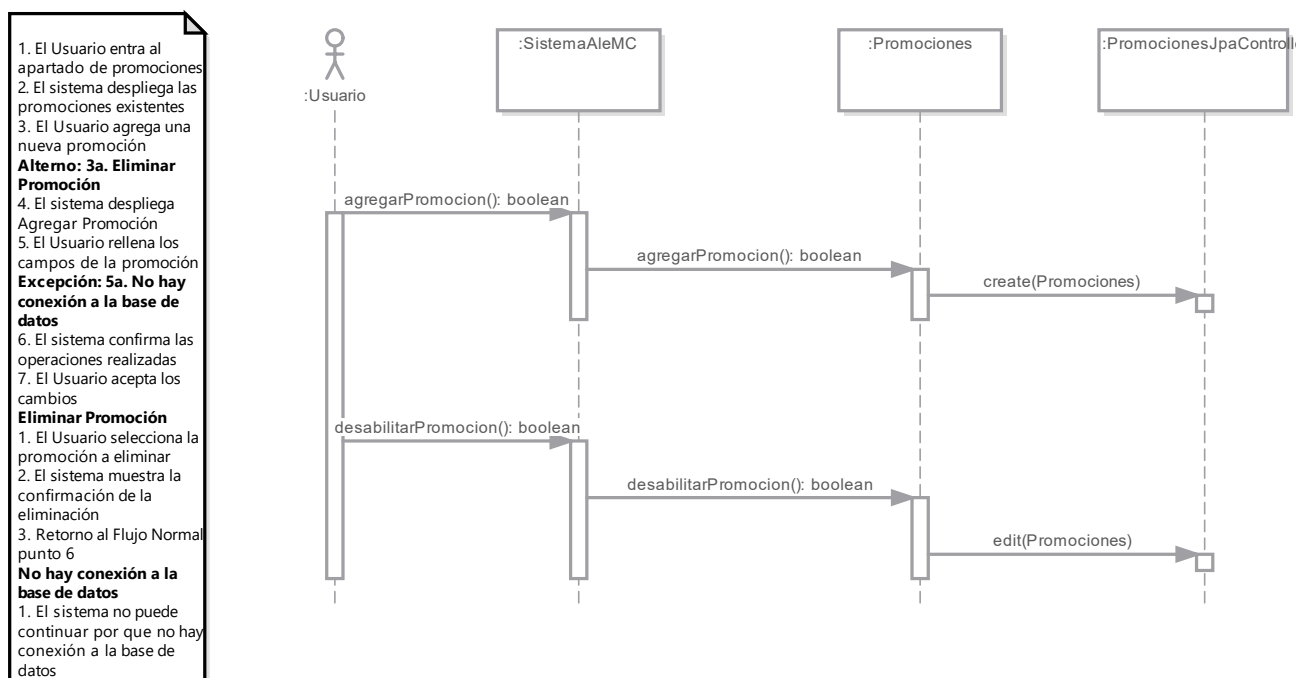 1. El Usuario entra al
apartado de promociones
2. El sistema despliega las
promociones existentes
3. El Usuario agrega una
nueva promoción
Alterno: 3a. Eliminar
Promoción
4. El sistema despliega
Agregar Promoción
5. El Usuario rellena los
campos de la promoción
Excepción: 5a. No hay
conexión a la base de
datos
6. El sistema confirma las
operaciones realizadas
7. El Usuario acepta los
cambios
Eliminar Promoción
1. El Usuario selecciona la
promoción a eliminar
2. El sistema muestra la
confirmación de la
eliminación
3. Retorno al Flujo Normal
punto 6
No hay conexión a la
base de datos
1. El sistema no puede
continuar por que no hay
conexión a la base de
datos
:Usuario
:SistemaAleMC
:Promociones
:PromocionesJpaControlle
agregarPromocion(): boolean
agregarPromocion(): boolean
create(Promociones)
desabilitarPromocion(): boolean
desabilitarPromocion(): boolean
edit(Promociones)